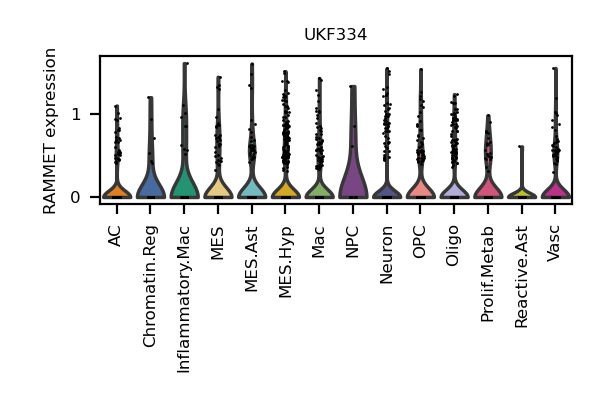 UKF334
RAMMET expression
1
0
AC
Chromatin.Reg
Inflammatory.Mac
MES
MES.Ast
MES.Hyp
Mac
NPC
Neuron
OPC
Oligo
Prolif.Metab
Reactive.Ast
Vasc